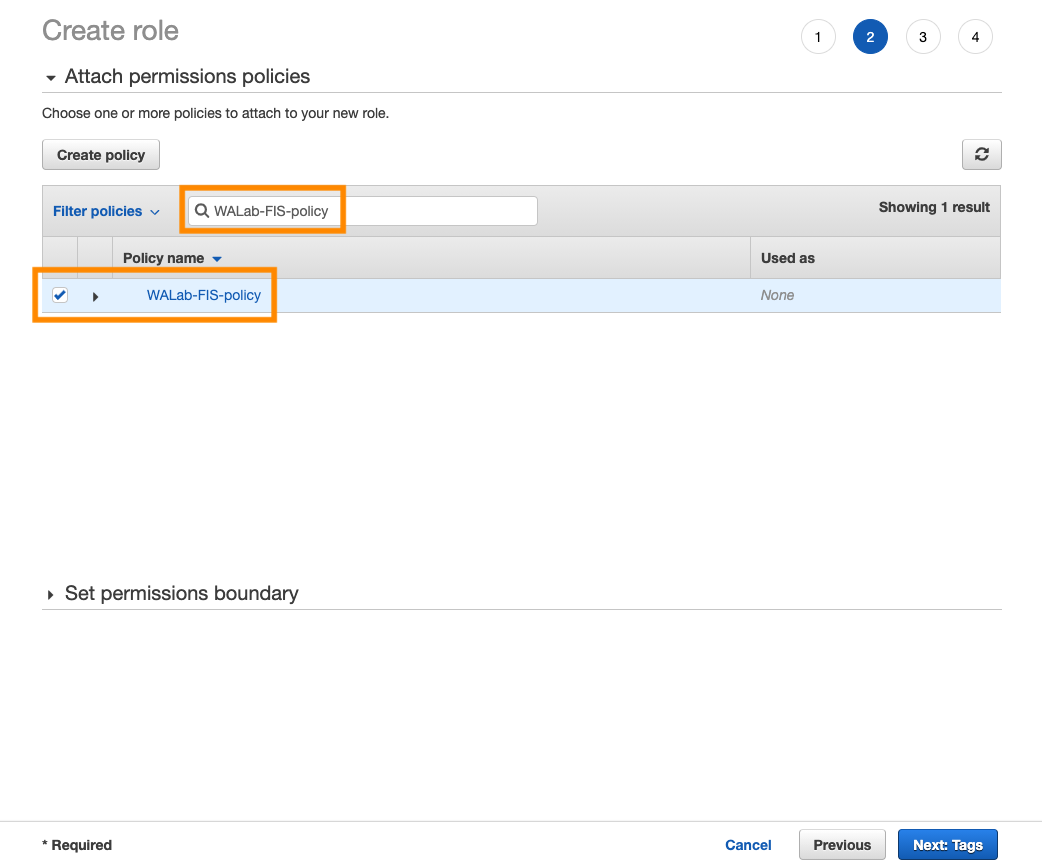 Create role
1 2 3 4
Attach permissions policies
Choose one or more policies to attach to your new role.
Create policy
Filter policies WALab-FIS-policy Showing 1 result
Policy name Used as
WALab-FIS-policy None
Set permissions boundary
* Required Cancel Previous Next: Tags